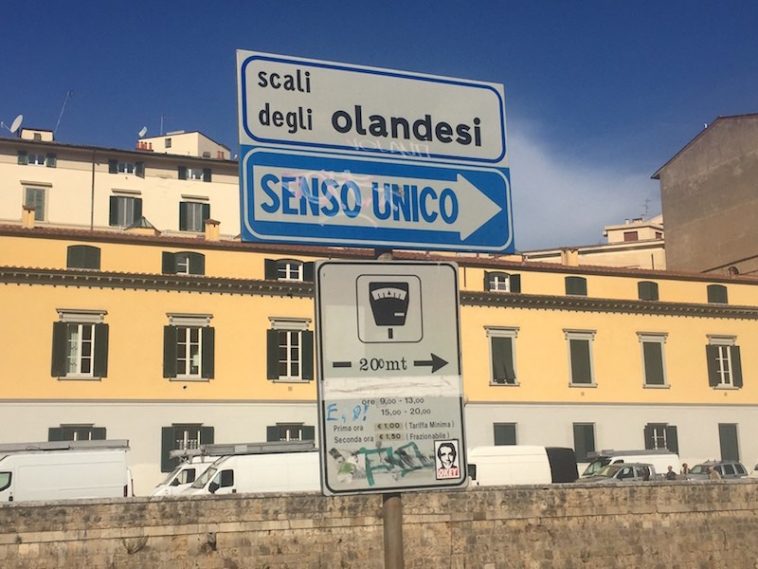 scali
degli olandesi
SENSO UNICO
200mt
ore 9,00 - 13,00
15,00 - 20,00
Prima ora € 1,00 (Tariffa Minima)
Seconda ora € 1,50 (Frazionabile)
OBEY